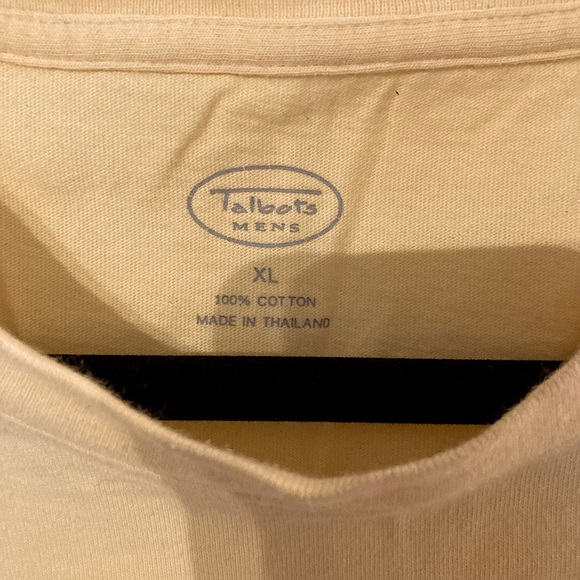 Talbots
MENS
XL
100% COTTON
MADE IN THAILAND